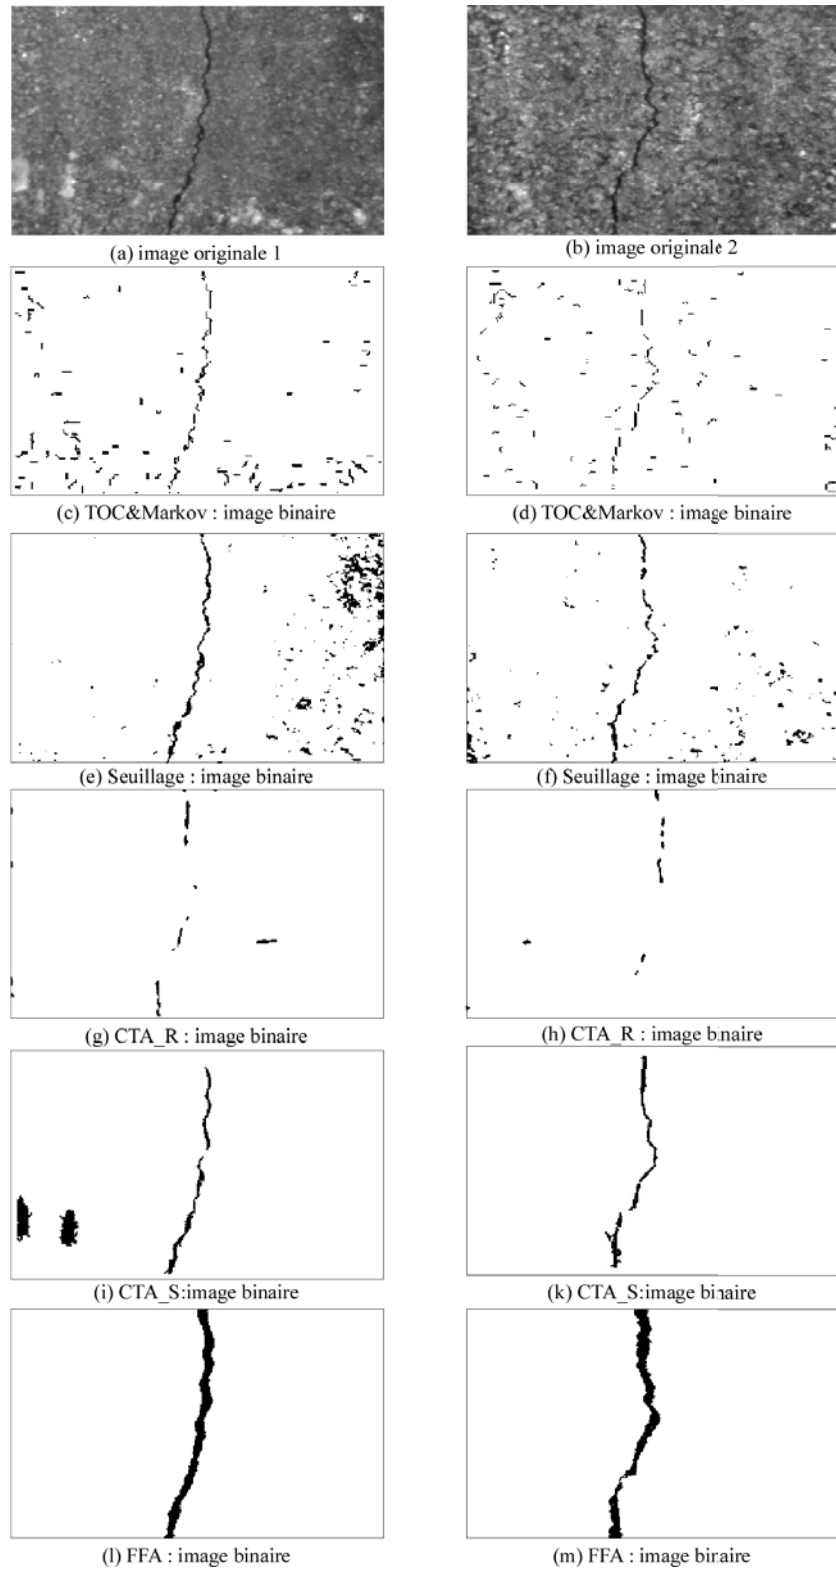 (a) image originale 1
(b) image originale 2
(c) TOC&Markov : image binaire
(d) TOC&Markov : image binaire
(e) Seuillage : image binaire
(f) Seuillage : image binaire
(g) CTA_R : image binaire
(h) CTA_R : image binaire
(i) CTA_S:image binaire
(k) CTA_S:image binaire
(l) FFA : image binaire
(m) FFA : image binaire